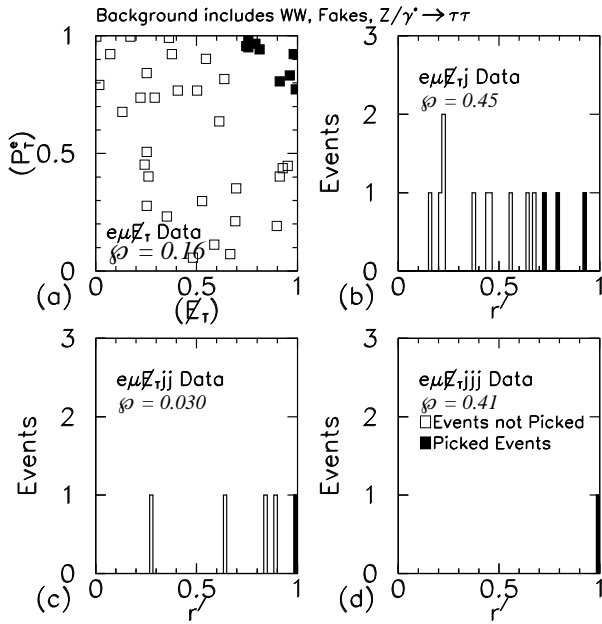 Background includes WW, Fakes, Z/γ* → ττ
1
0.5
0
(P_T^e)
eμE̸_T Data
℘ = 0.16
0 0.5 1
(a)
(E̸_T)
3
2
1
0
Events
eμE̸_Tj Data
℘ = 0.45
0 0.5 1
(b)
r′
3
2
1
0
Events
eμE̸_Tjj Data
℘ = 0.030
0 0.5 1
(c)
r′
3
2
1
0
Events
eμE̸_Tjjj Data
℘ = 0.41
Events not Picked
Picked Events
0 0.5 1
(d)
r′